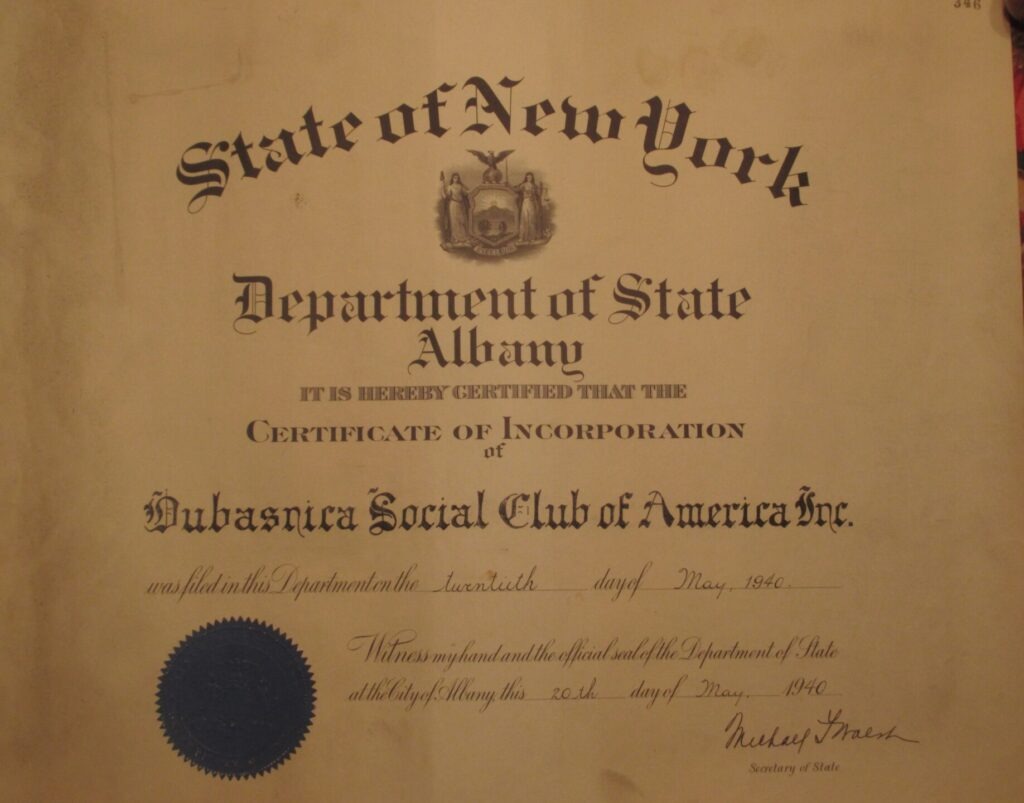 346
State of New York
EXCELSIOR
Department of State
Albany
IT IS HEREBY CERTIFIED THAT THE
CERTIFICATE OF INCORPORATION
of
Dubasnica Social Club of America Inc.
was filed in this Department on the twentieth day of May, 1940.
Witness my hand and the official seal of the Department of State
at the City of Albany, this 20th day of May, 1940
Michael F Walsh
Secretary of State